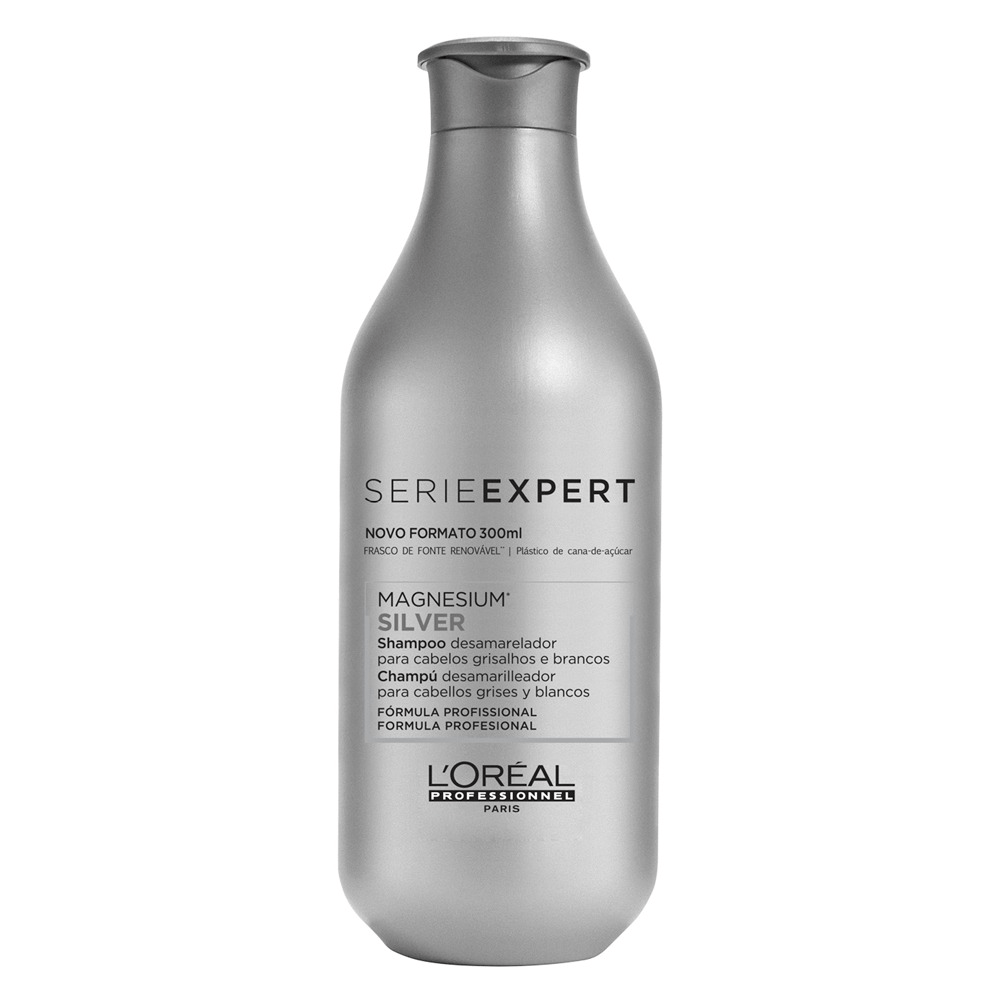 SERIEEXPERT
NOVO FORMATO 300ml
FRASCO DE FONTE RENOVÁVEL** | Plástico de cana-de-açúcar
MAGNESIUM*
SILVER
Shampoo desamarelador
para cabelos grisalhos e brancos
Champú desamarilleador
para cabellos grises y blancos
FÓRMULA PROFISSIONAL
FORMULA PROFESIONAL
L'ORÉAL
PROFESSIONNEL
PARIS